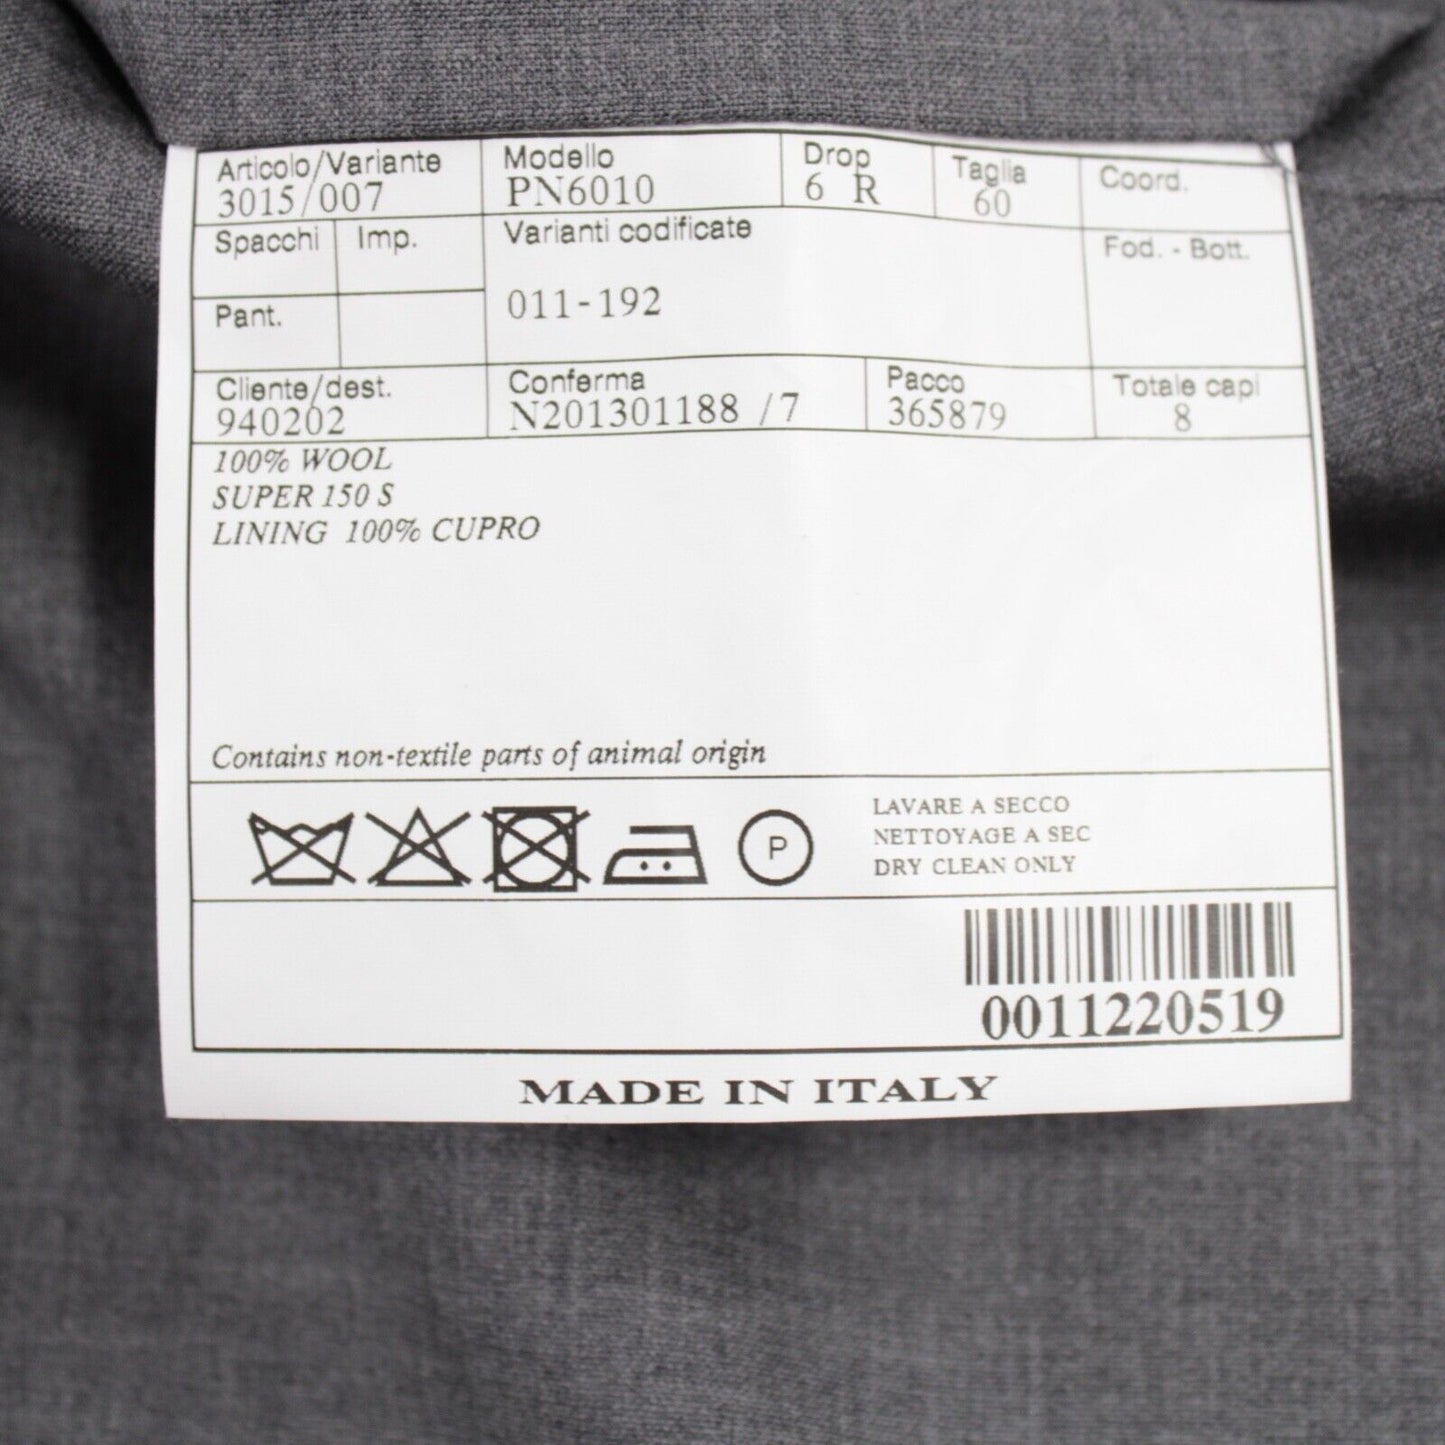 Articolo/Variante Modello Drop Taglia Coord.
3015/007 PN6010 6 R 60
Spacchi Imp. Varianti codificate Fod. - Bott.
Pant. 011-192
Cliente/dest. Conferma Pacco Totale capi
940202 N201301188 /7 365879 8
100% WOOL
SUPER 150 S
LINING 100% CUPRO
Contains non-textile parts of animal origin
P
LAVARE A SECCO
NETTOYAGE A SEC
DRY CLEAN ONLY
0011220519
MADE IN ITALY